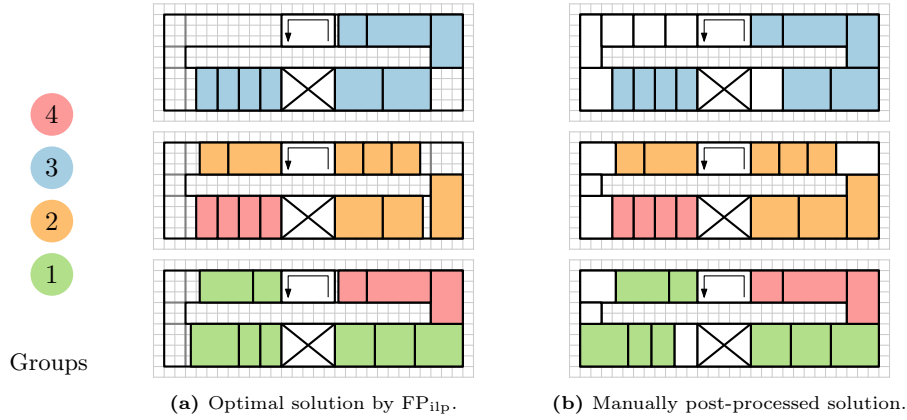 4
3
2
1
Groups
(a) Optimal solution by FPilp.
(b) Manually post-processed solution.